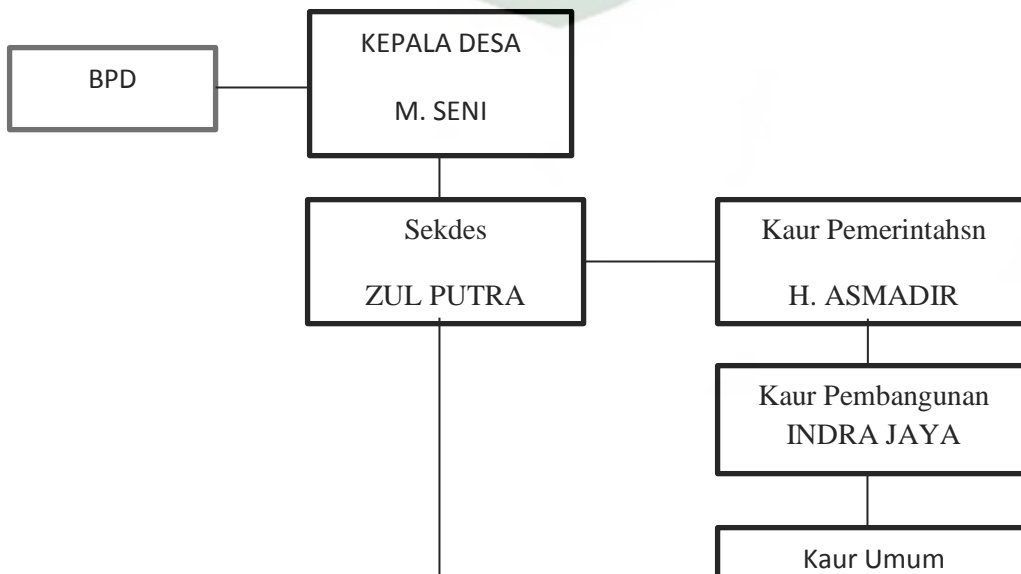 KEPALA DESA
M. SENI
BPD
Sekdes
ZUL PUTRA
Kaur Pemerintahsn
H. ASMADIR
Kaur Pembangunan
INDRA JAYA
Kaur Umum